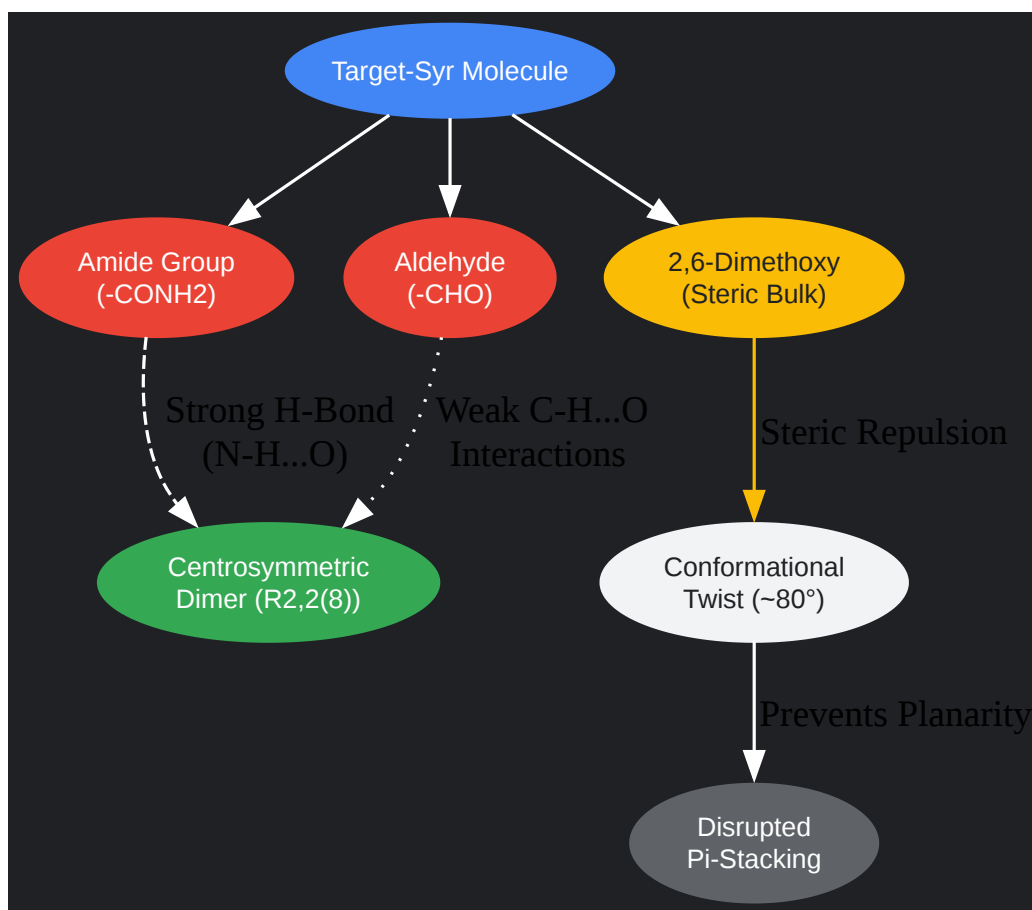 Target-Syr Molecule
Amide Group
(-CONH2)
Aldehyde
(-CHO)
2,6-Dimethoxy
(Steric Bulk)
Strong H-Bond
(N-H...O)
Weak C-H...O
Interactions
Steric Repulsion
Centrosymmetric
Dimer (R2,2(8))
Conformational
Twist (~80°)
Prevents Planarity
Disrupted
Pi-Stacking